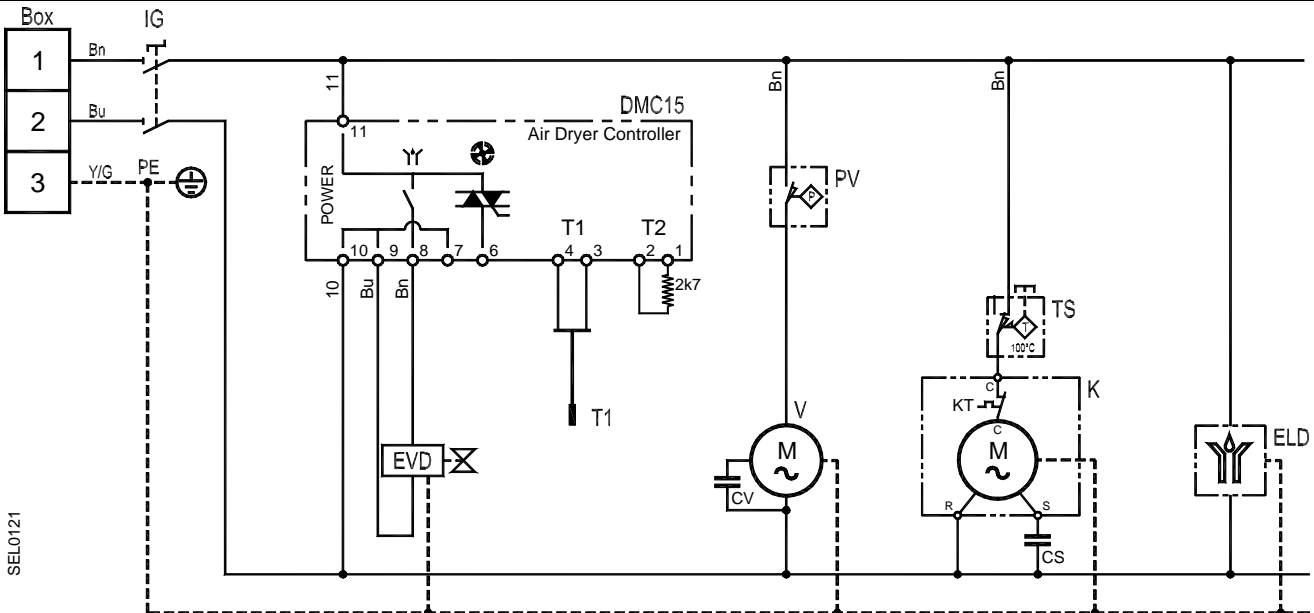 Box
IG
1
Bn
2
Bu
3
Y/G
PE
11
DMC15
11
Air Dryer Controller
POWER
T1
T2
10
9
8
7
6
4
3
2
1
10
Bu
Bn
2k7
T1
EVD
Bn
PV
P
V
M
CV
Bn
TS
T
100°C
C
K
KT
C
M
R
S
CS
ELD
SEL0121